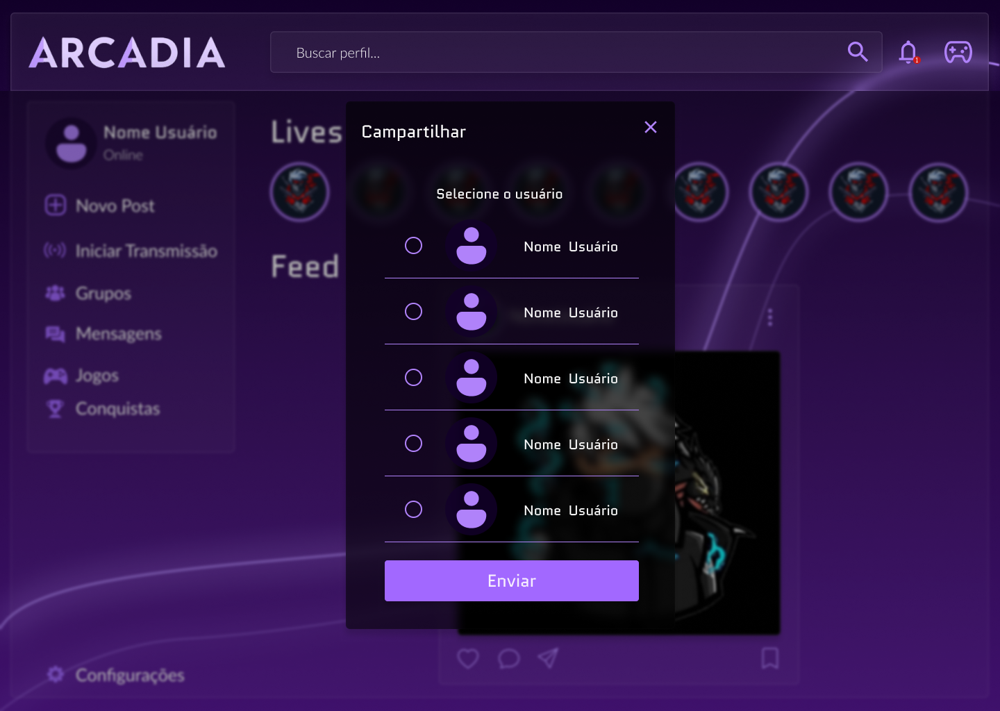 ARCADIA
Buscar perfil...
1
Nome Usuário
Online
Novo Post
Iniciar Transmissão
Grupos
Mensagens
Jogos
Conquistas
Configurações
Lives
Feed
Campartilhar
Selecione o usuário
Nome Usuário
Nome Usuário
Nome Usuário
Nome Usuário
Nome Usuário
Enviar